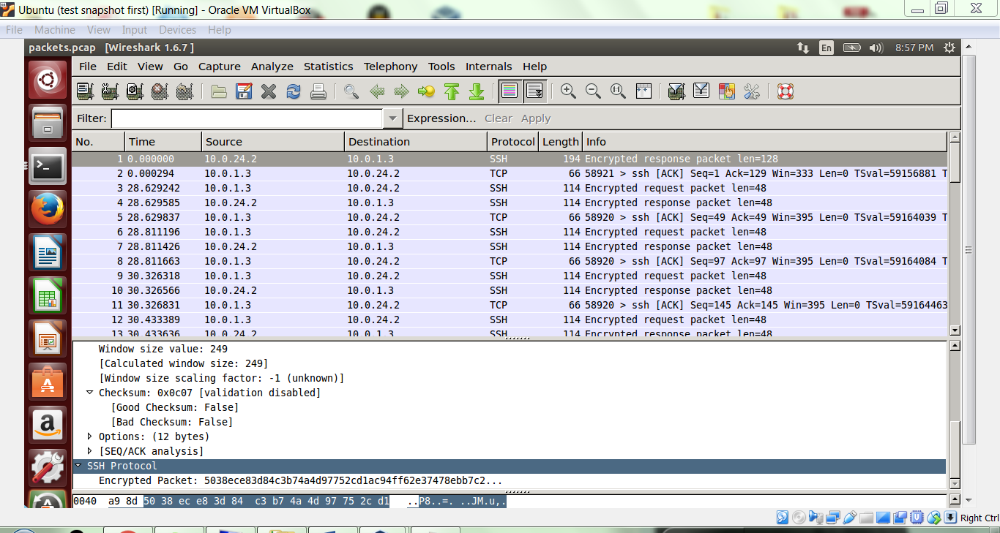 Ubuntu (test snapshot first) [Running] - Oracle VM VirtualBox
File Machine View Input Devices Help
packets.pcap [Wireshark 1.6.7 ] En 8:57 PM
File Edit View Go Capture Analyze Statistics Telephony Tools Internals Help
Filter: Expression... Clear Apply
No. Time Source Destination Protocol Length Info
1 0.000000 10.0.24.2 10.0.1.3 SSH 194 Encrypted response packet len=128
2 0.000294 10.0.1.3 10.0.24.2 TCP 66 58921 > ssh [ACK] Seq=1 Ack=129 Win=333 Len=0 TSval=59156881 T
3 28.629242 10.0.1.3 10.0.24.2 SSH 114 Encrypted request packet len=48
4 28.629585 10.0.24.2 10.0.1.3 SSH 114 Encrypted response packet len=48
5 28.629837 10.0.1.3 10.0.24.2 TCP 66 58920 > ssh [ACK] Seq=49 Ack=49 Win=395 Len=0 TSval=59164039 T
6 28.811196 10.0.1.3 10.0.24.2 SSH 114 Encrypted request packet len=48
7 28.811426 10.0.24.2 10.0.1.3 SSH 114 Encrypted response packet len=48
8 28.811663 10.0.1.3 10.0.24.2 TCP 66 58920 > ssh [ACK] Seq=97 Ack=97 Win=395 Len=0 TSval=59164084 T
9 30.326318 10.0.1.3 10.0.24.2 SSH 114 Encrypted request packet len=48
10 30.326566 10.0.24.2 10.0.1.3 SSH 114 Encrypted response packet len=48
11 30.326831 10.0.1.3 10.0.24.2 TCP 66 58920 > ssh [ACK] Seq=145 Ack=145 Win=395 Len=0 TSval=59164463
12 30.433389 10.0.1.3 10.0.24.2 SSH 114 Encrypted request packet len=48
13 30.433636 10.0.24.2 10.0.1.3 SSH 114 Encrypted response packet len=48
Window size value: 249
[Calculated window size: 249]
[Window size scaling factor: -1 (unknown)]
Checksum: 0x0c07 [validation disabled]
[Good Checksum: False]
[Bad Checksum: False]
Options: (12 bytes)
[SEQ/ACK analysis]
SSH Protocol
Encrypted Packet: 5038ece83d84c3b74a4d97752cd1ac94ff62e37478ebb7c2...
0040 a9 8d 50 38 ec e8 3d 84 c3 b7 4a 4d 97 75 2c d1 ..P8..=. ..JM.u,.
Right Ctrl